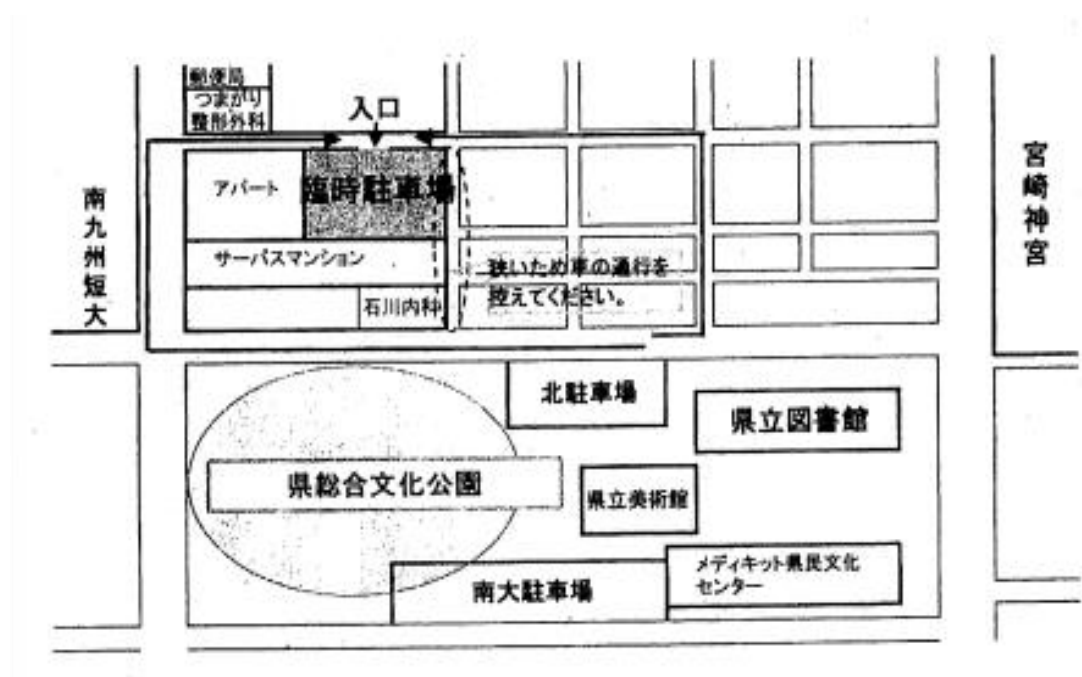 郵便局
つまがり
整形外科
入口
アパート
臨時駐車場
宮崎神宮
南九州短大
サーパスマンション
狭いため車の通行を
控えてください。
石川内科
北駐車場
県立図書館
県総合文化公園
県立美術館
メディキット県民文化
センター
南大駐車場